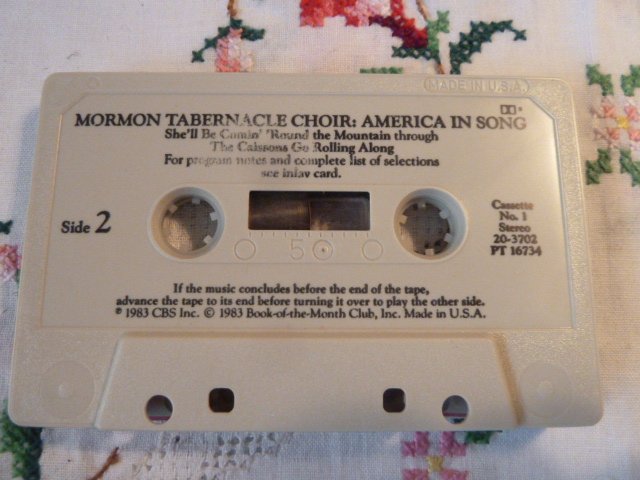 MADE IN U.S.A.
MORMON TABERNACLE CHOIR: AMERICA IN SONG
She'll Be Comin' 'Round the Mountain through
The Caissons Go Rolling Along
For program notes and complete list of selections
see inlay card.
Side 2
50
Cassette
No. 1
Stereo
20-3702
PT 16734
If the music concludes before the end of the tape,
advance the tape to its end before turning it over to play the other side.
℗ 1983 CBS Inc. © 1983 Book-of-the-Month Club, Inc. Made in U.S.A.